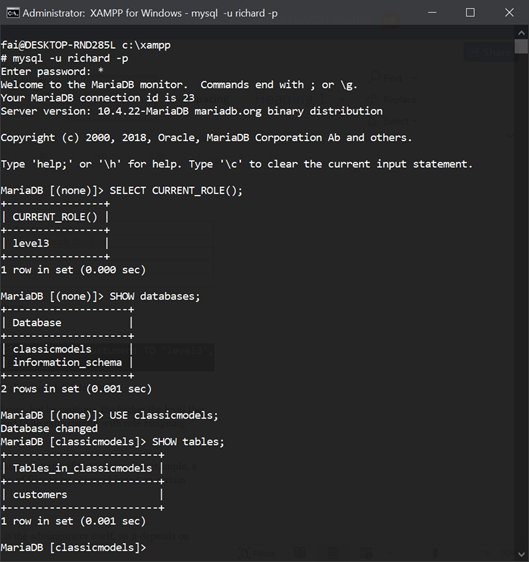 Administrator: XAMPP for Windows - mysql -u richard -p
fai@DESKTOP-RND285L c:\xampp
# mysql -u richard -p
Enter password: *
Welcome to the MariaDB monitor.  Commands end with ; or \g.
Your MariaDB connection id is 23
Server version: 10.4.22-MariaDB mariadb.org binary distribution
Copyright (c) 2000, 2018, Oracle, MariaDB Corporation Ab and others.
Type 'help;' or '\h' for help. Type '\c' to clear the current input statement.
MariaDB [(none)]> SELECT CURRENT_ROLE();
+----------------+
| CURRENT_ROLE() |
+----------------+
| level3         |
+----------------+
1 row in set (0.000 sec)
MariaDB [(none)]> SHOW databases;
+--------------------+
| Database           |
+--------------------+
| classicmodels      |
| information_schema |
+--------------------+
2 rows in set (0.001 sec)
MariaDB [(none)]> USE classicmodels;
Database changed
MariaDB [classicmodels]> SHOW tables;
+-------------------------+
| Tables_in_classicmodels |
+-------------------------+
| customers               |
+-------------------------+
1 row in set (0.001 sec)
MariaDB [classicmodels]>